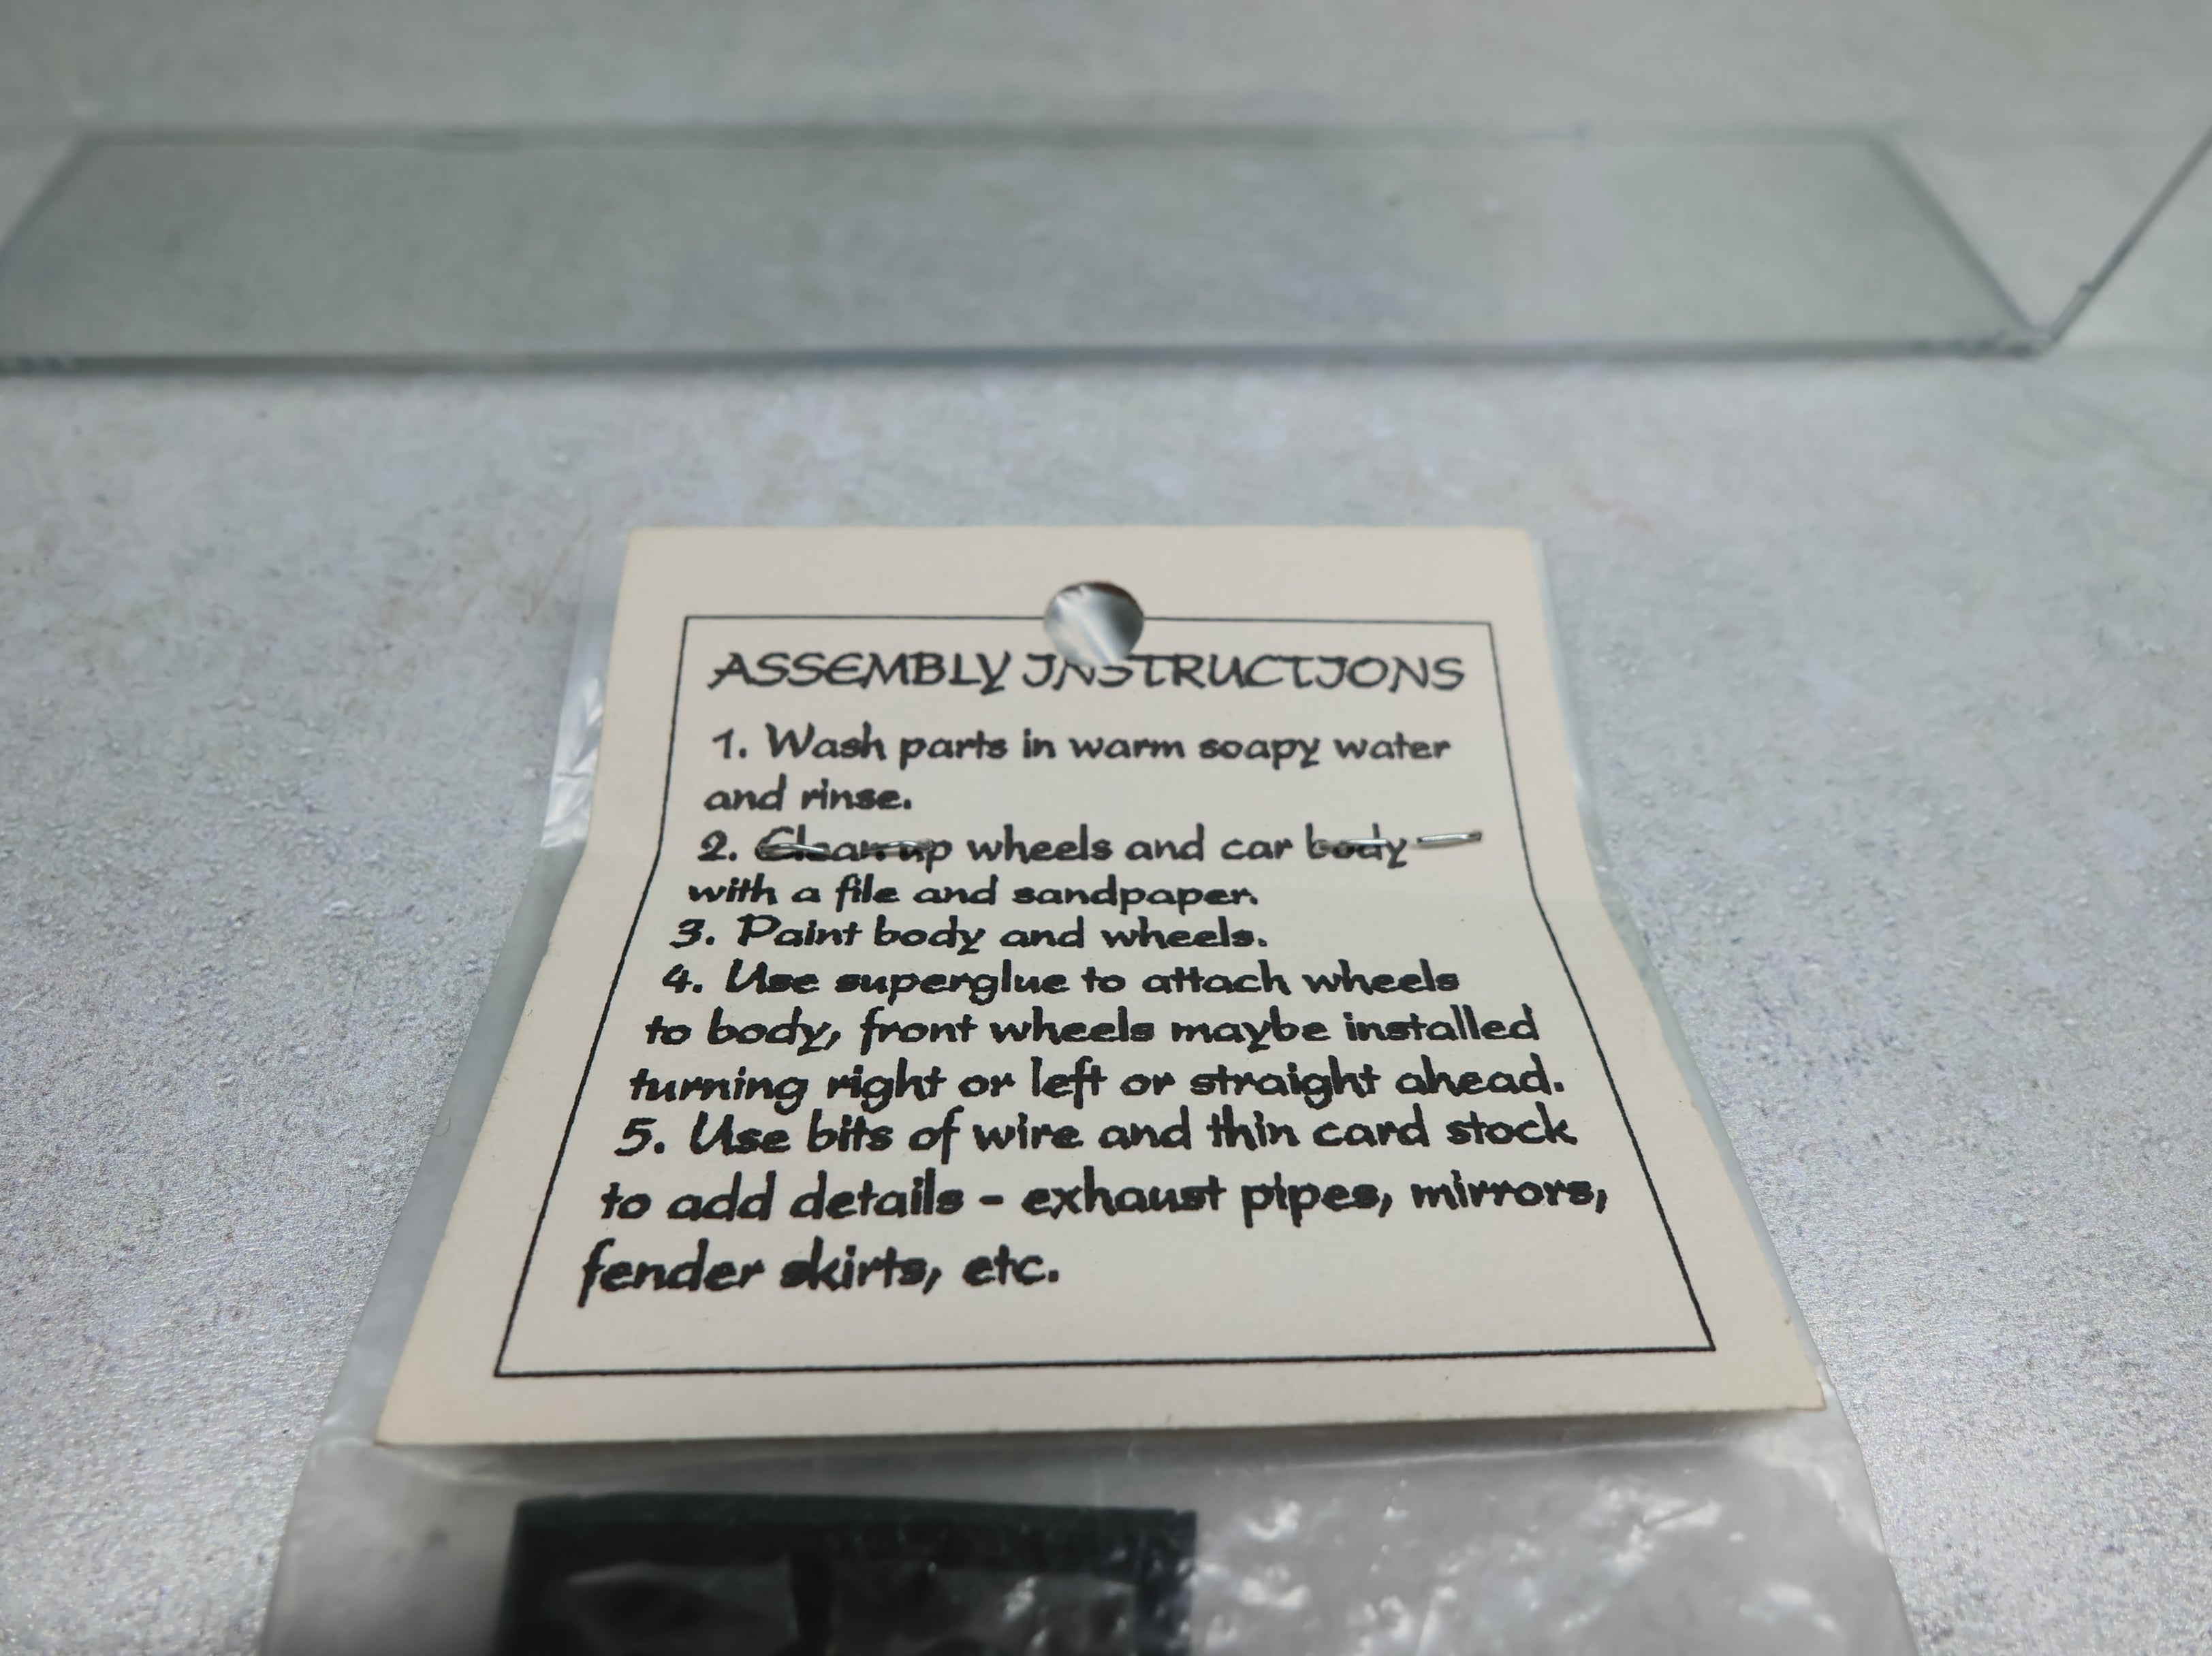 ASSEMBLY INSTRUCTIONS
1. Wash parts in warm soapy water
and rinse.
2. Clean up wheels and car body
with a file and sandpaper.
3. Paint body and wheels.
4. Use superglue to attach wheels
to body, front wheels maybe installed
turning right or left or straight ahead.
5. Use bits of wire and thin card stock
to add details - exhaust pipes, mirrors,
fender skirts, etc.